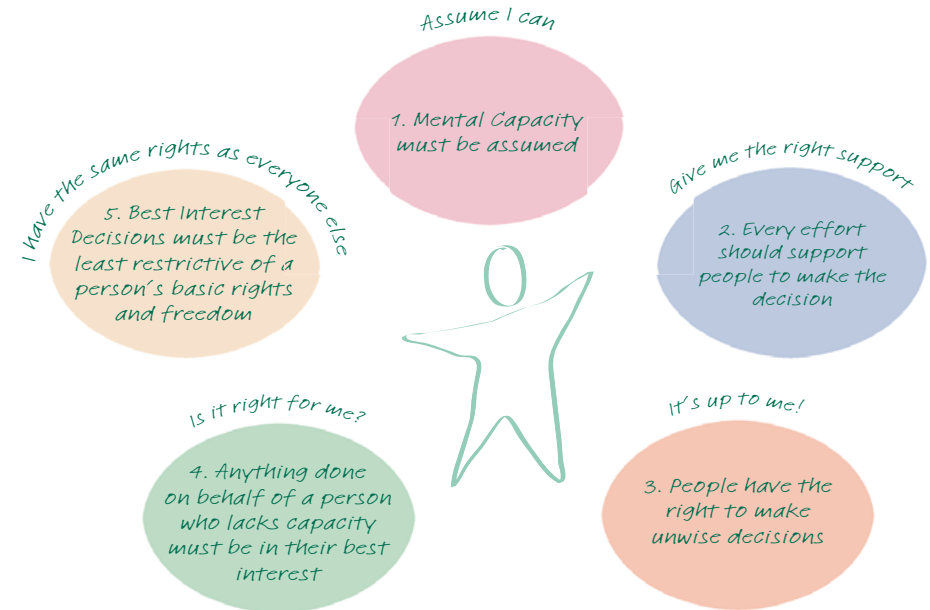 Assume I can
1. Mental Capacity
must be assumed
Give me the right support
2. Every effort
should support
people to make the
decision
It's up to me!
3. People have the
right to make
unwise decisions
Is it right for me?
4. Anything done
on behalf of a person
who lacks capacity
must be in their best
interest
I have the same rights as everyone else
5. Best Interest
Decisions must be the
least restrictive of a
person's basic rights
and freedom